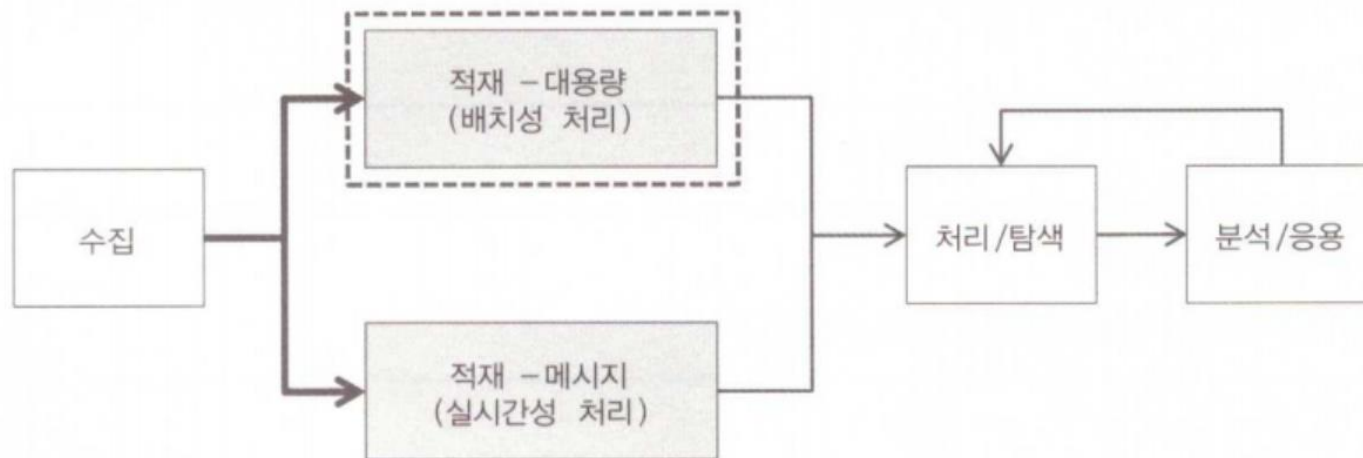 수집
적재 –대용량
(배치성 처리)
적재 –메시지
(실시간성 처리)
처리/탐색
분석/응용